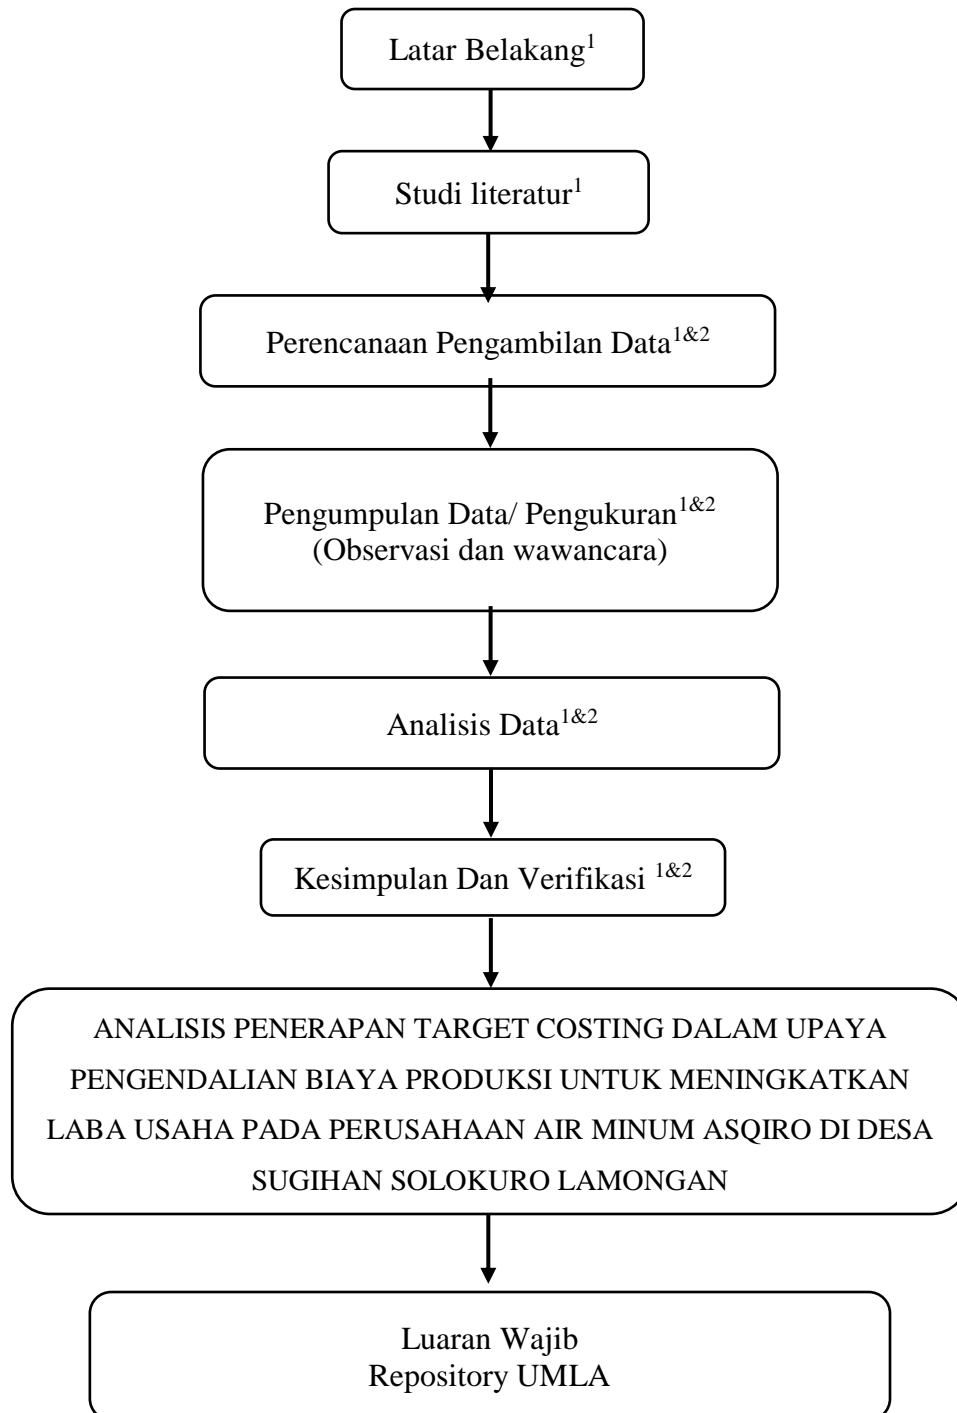 Latar Belakang¹
Studi literatur¹
Perencanaan Pengambilan Data¹&²
Pengumpulan Data/ Pengukuran¹&²
(Observasi dan wawancara)
Analisis Data¹&²
Kesimpulan Dan Verifikasi ¹&²
ANALISIS PENERAPAN TARGET COSTING DALAM UPAYA
PENGENDALIAN BIAYA PRODUKSI UNTUK MENINGKATKAN
LABA USAHA PADA PERUSAHAAN AIR MINUM ASQIRO DI DESA
SUGIHAN SOLOKURO LAMONGAN
Luaran Wajib
Repository UMLA